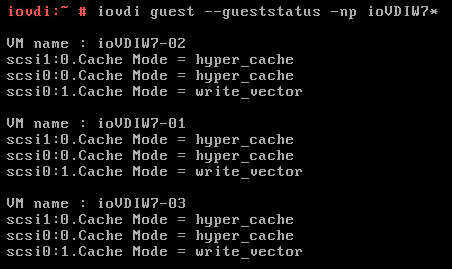 iovdi:~ # iovdi guest --gueststatus -np ioVDIW7*
VM name : ioVDIW7-02
scsi1:0.Cache Mode = hyper_cache
scsi0:0.Cache Mode = hyper_cache
scsi0:1.Cache Mode = write_vector
VM name : ioVDIW7-01
scsi1:0.Cache Mode = hyper_cache
scsi0:0.Cache Mode = hyper_cache
scsi0:1.Cache Mode = write_vector
VM name : ioVDIW7-03
scsi1:0.Cache Mode = hyper_cache
scsi0:0.Cache Mode = hyper_cache
scsi0:1.Cache Mode = write_vector